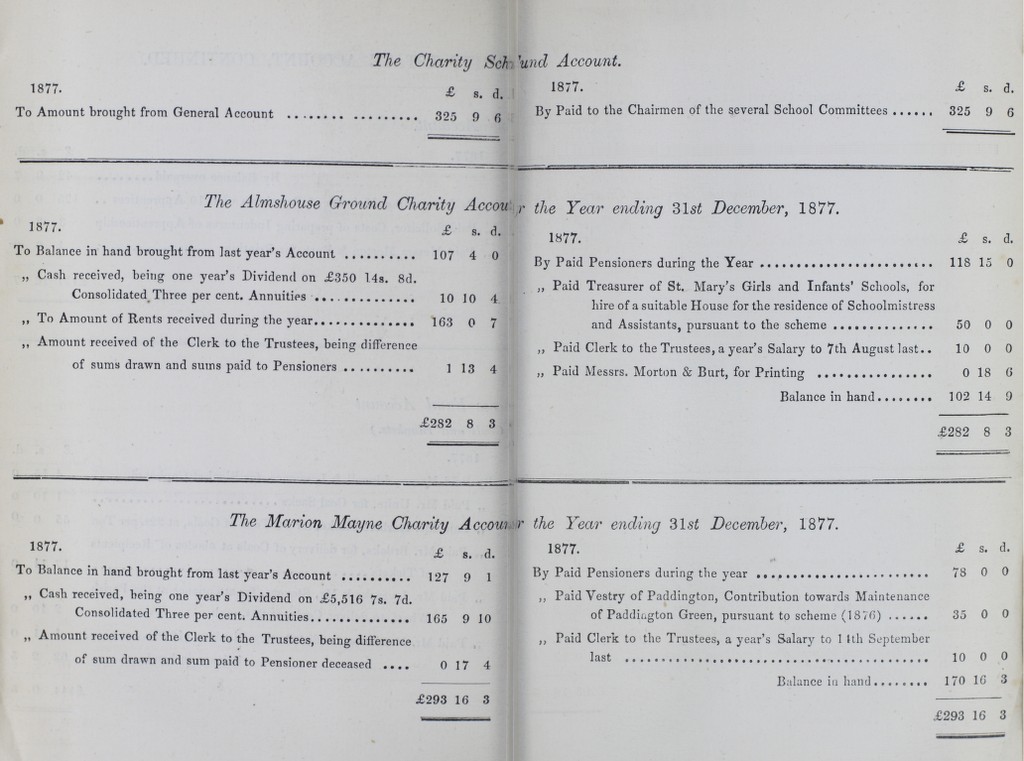 The Charity Sch und Account.
1877.
£ s. d.
To Amount brought from General Account ........ .......... 325 9 6
1877.
£ s. d.
By Paid to the Chairmen of the several School Committees ...... 325 9 6
The Almshouse Ground Charity Accou r the Year ending 31st December, 1877.
1877.
£ s. d.
To Balance in hand brought from last year's Account .......... 107 4 0
„ Cash received, being one year's Dividend on £350 14s. 8d.
Consolidated Three per cent. Annuities .............. 10 10 4
„ To Amount of Rents received during the year.............. 163 0 7
„ Amount received of the Clerk to the Trustees, being difference
of sums drawn and sums paid to Pensioners .......... 1 13 4
£282 8 3
1877.
£ s. d.
By Paid Pensioners during the Year ........................ 118 15 0
„ Paid Treasurer of St. Mary's Girls and Infants' Schools, for
hire of a suitable House for the residence of Schoolmistress
and Assistants, pursuant to the scheme .............. 50 0 0
„ Paid Clerk to the Trustees, a year's Salary to 7th August last.. 10 0 0
„ Paid Messrs. Morton & Burt, for Printing ................ 0 18 6
Balance in hand........ 102 14 9
£282 8 3
The Marion Mayne Charity Accou r the Year ending 31st December, 1877.
1877.
£ s. d.
To Balance in hand brought from last year's Account .......... 127 9 1
„ Cash received, being one year's Dividend on £5,516 7s. 7d.
Consolidated Three per cent. Annuities.............. 165 9 10
„ Amount received of the Clerk to the Trustees, being difference
of sum drawn and sum paid to Pensioner deceased .... 0 17 4
£293 16 3
1877.
£ s. d.
By Paid Pensioners during the year ........................ 78 0 0
„ Paid Vestry of Paddington, Contribution towards Maintenance
of Paddington Green, pursuant to scheme (1876) ...... 35 0 0
„ Paid Clerk to the Trustees, a year's Salary to 14th September
last .......................................... 10 0 0
Balance in hand........ 170 16 3
£293 16 3